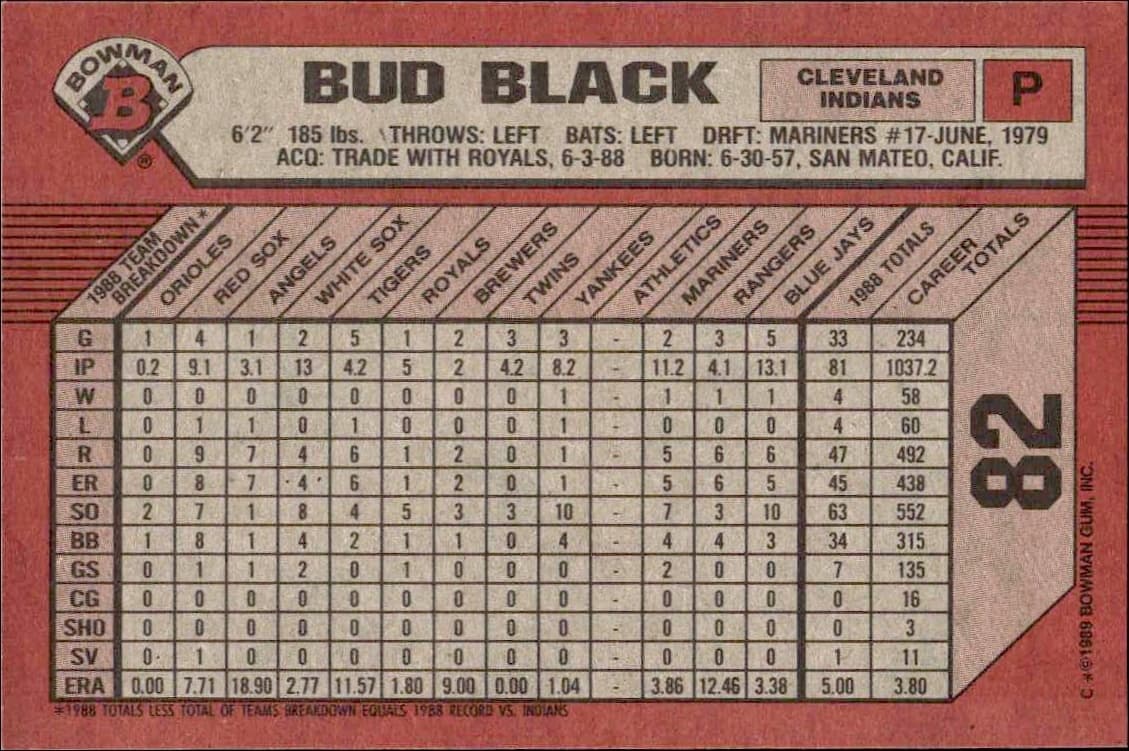 BOWMAN
B
®
BUD BLACK
CLEVELAND
INDIANS
P
6'2" 185 lbs. THROWS: LEFT BATS: LEFT DRFT: MARINERS #17-JUNE, 1979
ACQ: TRADE WITH ROYALS, 6-3-88 BORN: 6-30-57, SAN MATEO, CALIF.
1988 TEAM BREAKDOWN* ORIOLES RED SOX ANGELS WHITE SOX TIGERS ROYALS BREWERS TWINS YANKEES ATHLETICS MARINERS RANGERS BLUE JAYS 1988 TOTALS CAREER TOTALS
G 1 4 1 2 5 1 2 3 3 - 2 3 5 33 234
IP 0.2 9.1 3.1 13 4.2 5 2 4.2 8.2 - 11.2 4.1 13.1 81 1037.2
W 0 0 0 0 0 0 0 0 1 - 1 1 1 4 58
L 0 1 1 0 1 0 0 0 1 - 0 0 0 4 60
R 0 9 7 4 6 1 2 0 1 - 5 6 6 47 492
ER 0 8 7 4 6 1 2 0 1 - 5 6 5 45 438
SO 2 7 1 8 4 5 3 3 10 - 7 3 10 63 552
BB 1 8 1 4 2 1 1 0 4 - 4 4 3 34 315
GS 0 1 1 2 0 1 0 0 0 - 2 0 0 7 135
CG 0 0 0 0 0 0 0 0 0 - 0 0 0 0 16
SHO 0 0 0 0 0 0 0 0 0 - 0 0 0 0 3
SV 0 1 0 0 0 0 0 0 0 - 0 0 0 1 11
ERA 0.00 7.71 18.90 2.77 11.57 1.80 9.00 0.00 1.04 - 3.86 12.46 3.38 5.00 3.80
*1988 TOTALS LESS TOTAL OF TEAMS BREAKDOWN EQUALS 1988 RECORD VS. INDIANS
82
C *©1989 BOWMAN GUM, INC.